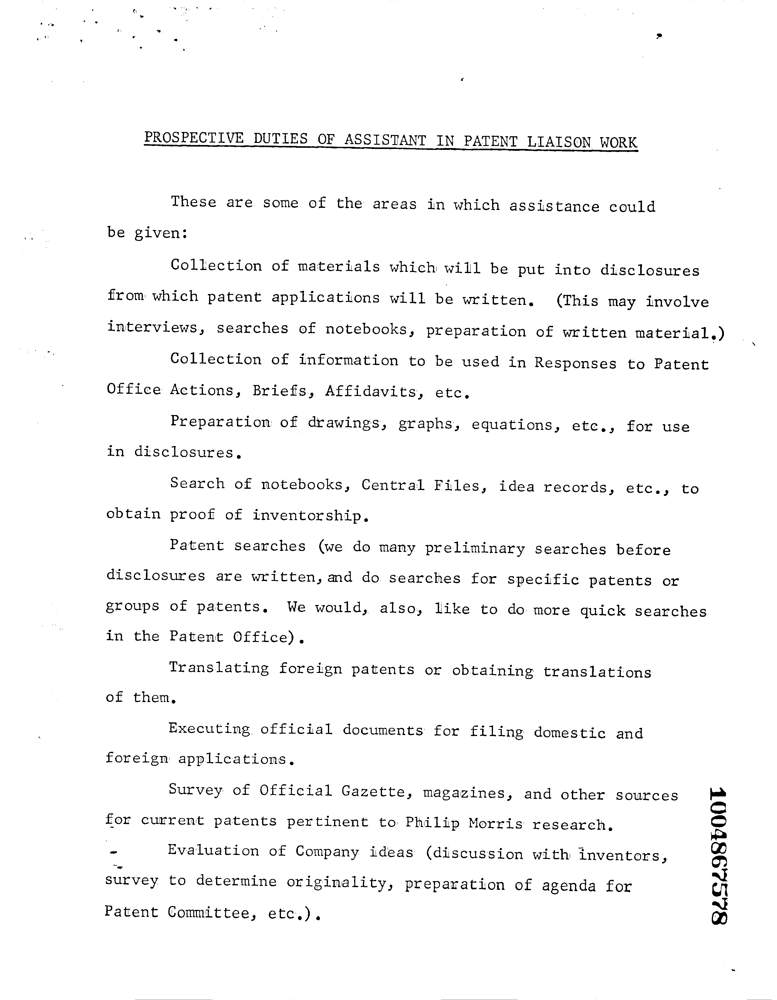 PROSPECTIVE DUTIES OF ASSISTANT IN PATENT LIAISON WORK
These are some of the areas in which assistance could
be given:
Collection of materials which will be put into disclosures
from which patent applications will be written. (This may involve
interviews, searches of notebooks, preparation of written material.)
Collection of information to be used in Responses to Patent
Office Actions, Briefs, Affidavits, etc.
Preparation of drawings, graphs, equations, etc., for use
in disclosures.
Search of notebooks, Central Files, idea records, etc., to
obtain proof of inventorship.
Patent searches (we do many preliminary searches before
disclosures are written, and do searches for specific patents or
groups of patents. We would, also, like to do more quick searches
in the Patent Office).
Translating foreign patents or obtaining translations
of them.
Executing official documents for filing domestic and
foreign applications.
Survey of Official Gazette, magazines, and other sources
for current patents pertinent to Philip Morris research.
Evaluation of Company ideas (discussion with inventors,
survey to determine originality, preparation of agenda for
Patent Committee, etc.).
1004867578